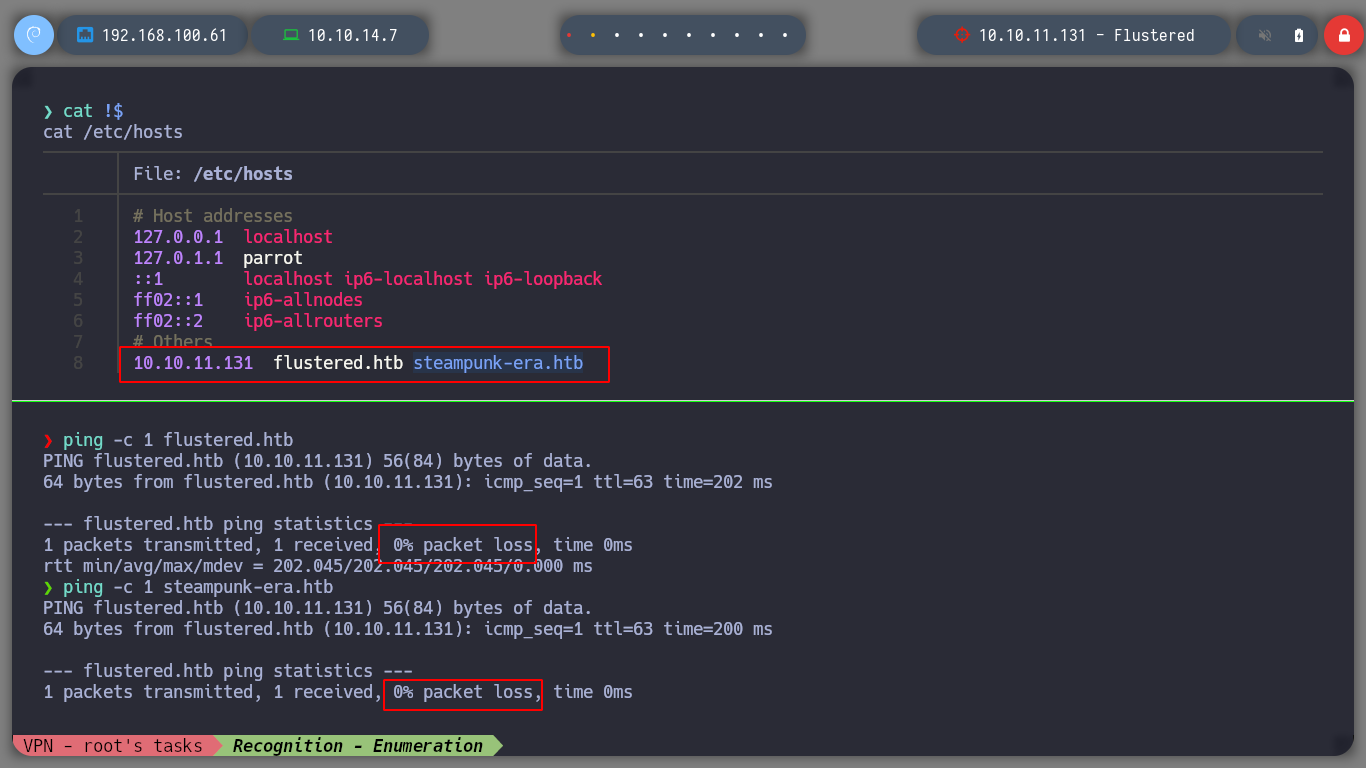 192.168.100.61 10.10.14.7 10.10.11.131 - Flustered
❯ cat !$
cat /etc/hosts
File: /etc/hosts
1 # Host addresses
2 127.0.0.1 localhost
3 127.0.1.1 parrot
4 ::1 localhost ip6-localhost ip6-loopback
5 ff02::1 ip6-allnodes
6 ff02::2 ip6-allrouters
7 # Others
8 10.10.11.131 flustered.htb steampunk-era.htb
❯ ping -c 1 flustered.htb
PING flustered.htb (10.10.11.131) 56(84) bytes of data.
64 bytes from flustered.htb (10.10.11.131): icmp_seq=1 ttl=63 time=202 ms
--- flustered.htb ping statistics ---
1 packets transmitted, 1 received, 0% packet loss, time 0ms
rtt min/avg/max/mdev = 202.045/202.045/202.045/0.000 ms
❯ ping -c 1 steampunk-era.htb
PING flustered.htb (10.10.11.131) 56(84) bytes of data.
64 bytes from flustered.htb (10.10.11.131): icmp_seq=1 ttl=63 time=200 ms
--- flustered.htb ping statistics ---
1 packets transmitted, 1 received, 0% packet loss, time 0ms
VPN - root's tasks Recognition - Enumeration